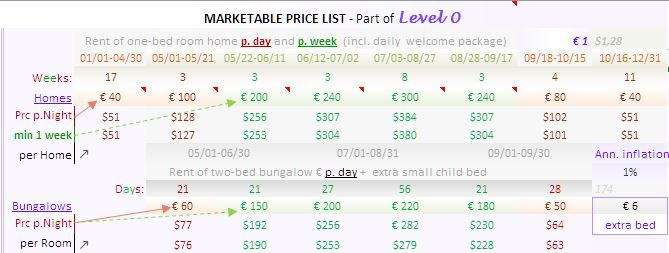 MARKETABLE PRICE LIST - Part of Level 0
Rent of one-bed room home p. day and p. week (incl. daily welcome package) € 1 $1,28
01/01-04/30 05/01-05/21 05/22-06/11 06/12-07/02 07/03-08/27 08/28-09/17 09/18-10/15 10/16-12/31
Weeks: 17 3 3 3 8 3 4 11
Homes € 40 € 100 € 200 € 240 € 300 € 240 € 80 € 40
Prc p.Night $51 $128 $256 $307 $384 $307 $102 $51
min 1 week $51 $127 $253 $304 $380 $304 $101 $51
per Home 05/01-06/30 07/01-08/31 09/01-09/30 Ann. inflation
Rent of two-bed bungalow € p. day + extra small child bed 1%
Days: 21 21 27 56 21 28 174
Bungalows € 60 € 150 € 200 € 220 € 180 € 50 € 6
Prc p.Night $77 $192 $256 $282 $230 $64 extra bed
per Room $76 $190 $253 $279 $228 $63